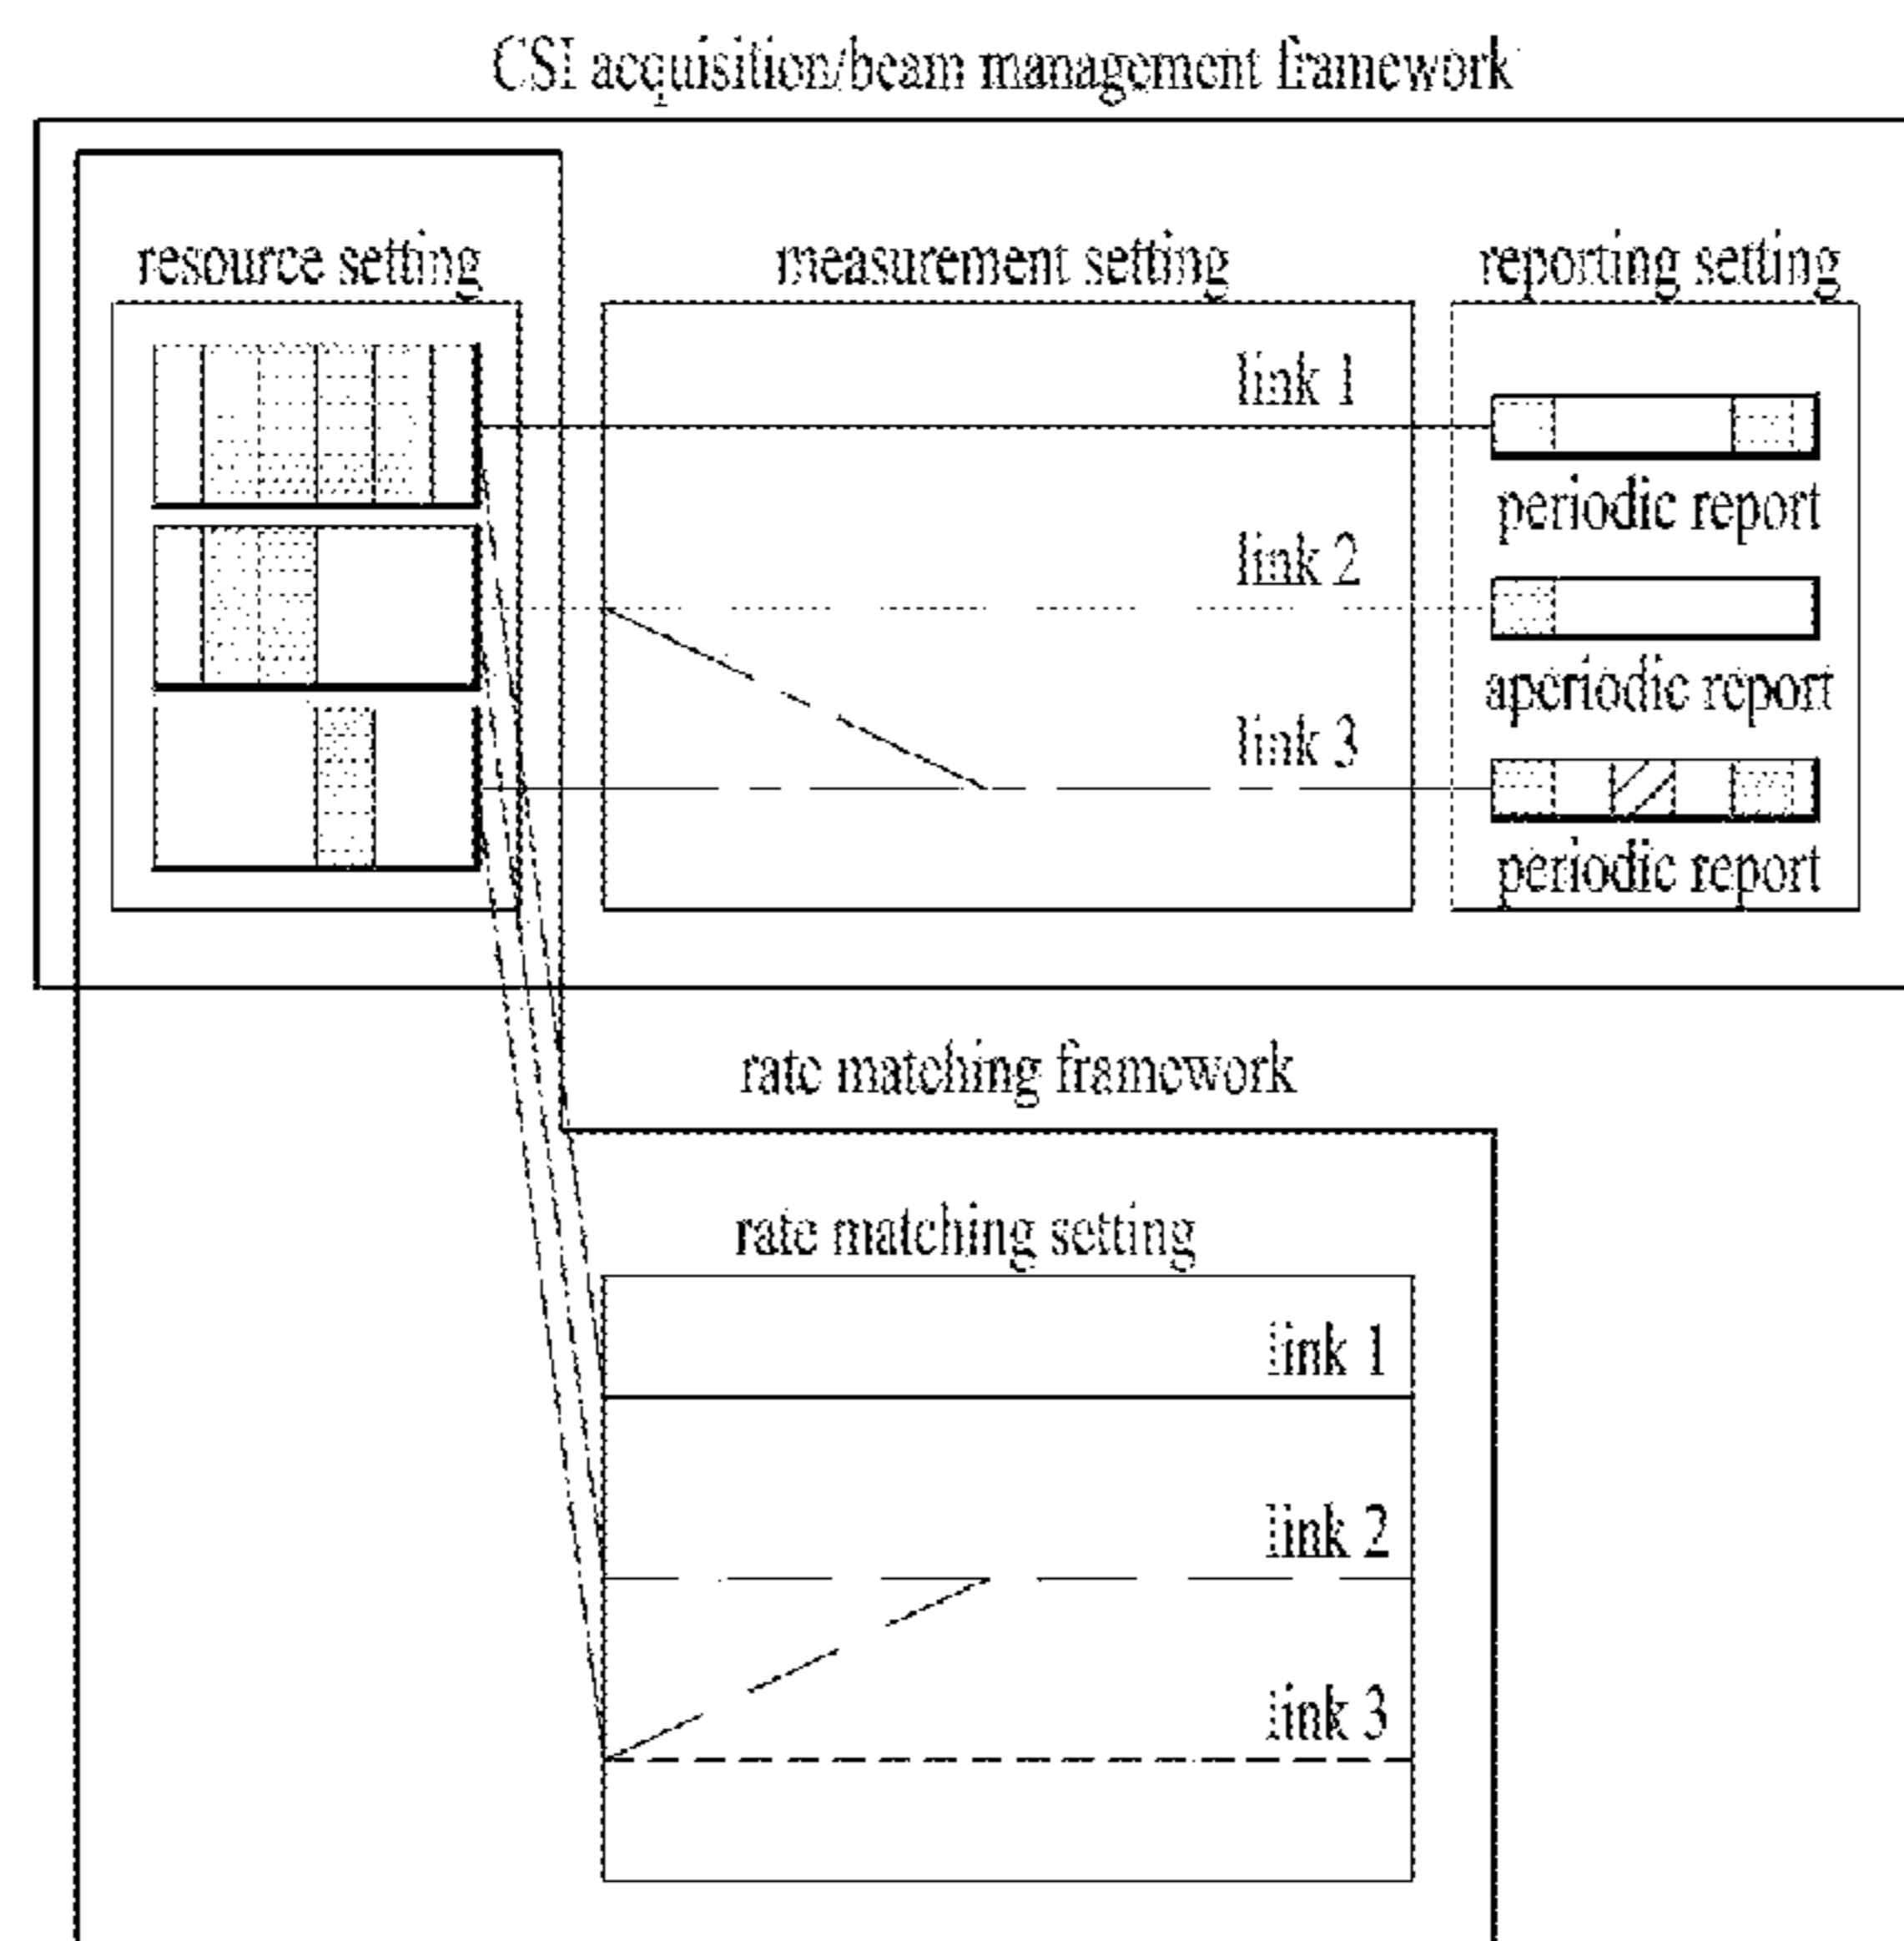 CSI acquisition/beam management framework
resource setting
measurement setting
reporting setting
link 1
periodic report
link 2
aperiodic report
link 3
periodic report
rate matching framework
rate matching setting
link 1
link 2
link 3